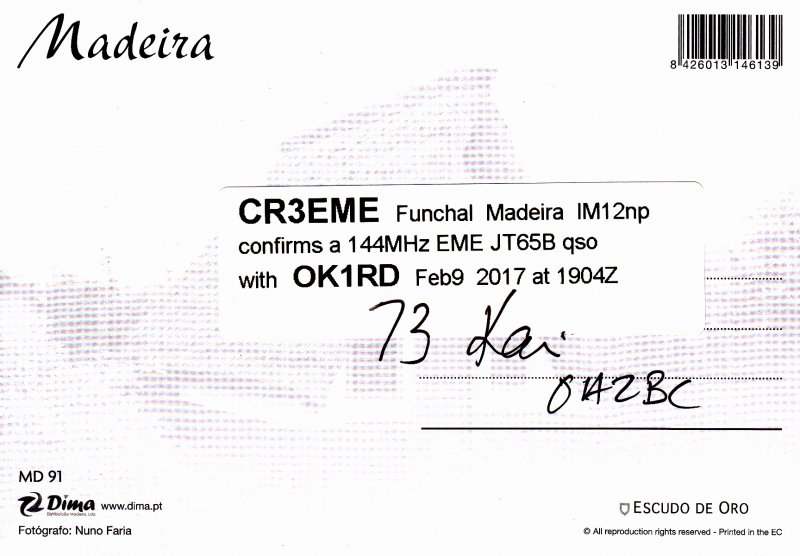 Madeira
8 426013 146139
CR3EME Funchal Madeira IM12np
confirms a 144MHz EME JT65B qso
with OK1RD Feb9 2017 at 1904Z
73 Kai
MD 91
Dima www.dima.pt
Fotógrafo: Nuno Faria
ESCUDO DE ORO
© All reproduction rights reserved - Printed in the EC